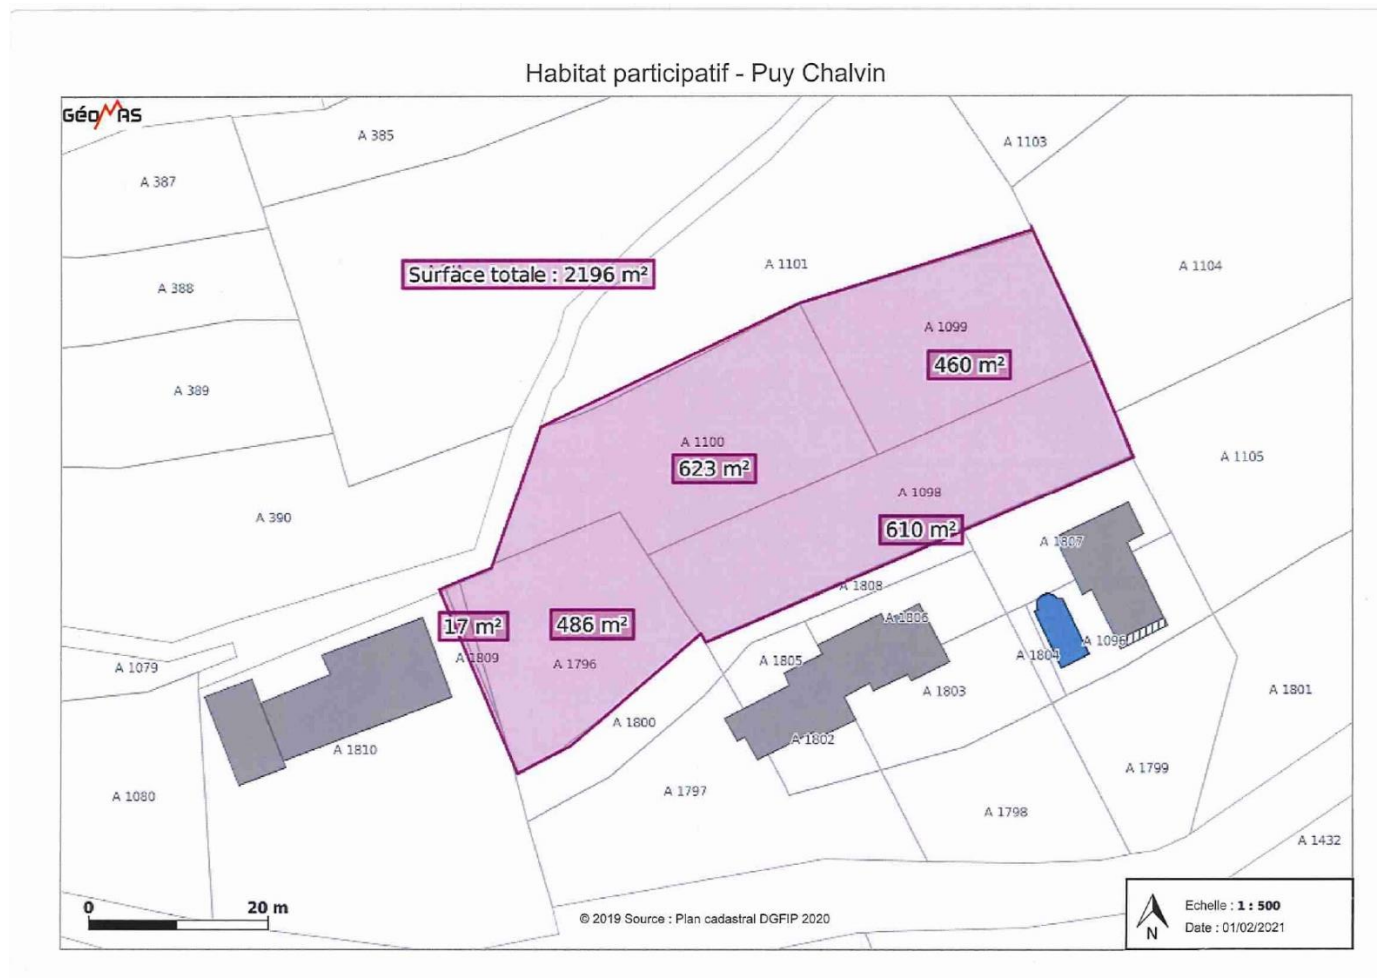 Habitat participatif - Puy Chalvin
GéoMAS
A 385
A 1103
A 387
Surface totale : 2196 m²
A 1101
A 1104
A 388
A 1099
460 m²
A 389
A 1100
623 m²
A 1105
A 1098
610 m²
A 390
A 1807
A 1808
17 m²
486 m²
A 1806
A 1809
A 1796
A 1079
A 1805
A 1804
A 1096
A 1803
A 1801
A 1800
A 1810
A 1802
A 1799
A 1797
A 1080
A 1798
A 1432
0 20 m
© 2019 Source : Plan cadastral DGFIP 2020
N
Echelle : 1 : 500
Date : 01/02/2021